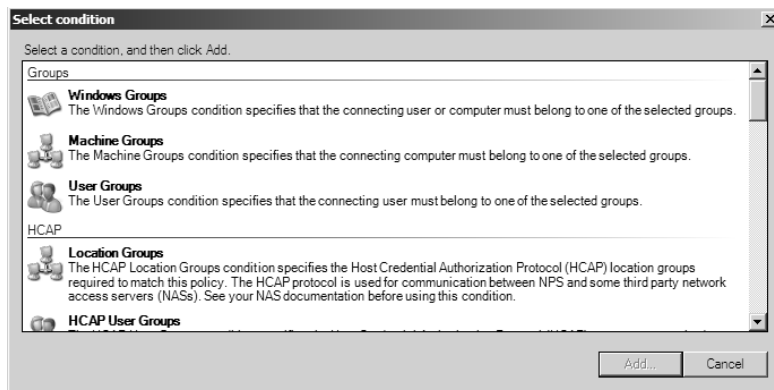 Select condition
Select a condition, and then click Add.
Groups
Windows Groups
The Windows Groups condition specifies that the connecting user or computer must belong to one of the selected groups.
Machine Groups
The Machine Groups condition specifies that the connecting computer must belong to one of the selected groups.
User Groups
The User Groups condition specifies that the connecting user must belong to one of the selected groups.
HCAP
Location Groups
The HCAP Location Groups condition specifies the Host Credential Authorization Protocol (HCAP) location groups
required to match this policy. The HCAP protocol is used for communication between NPS and some third party network
access servers (NASs). See your NAS documentation before using this condition.
HCAP User Groups
Add...
Cancel